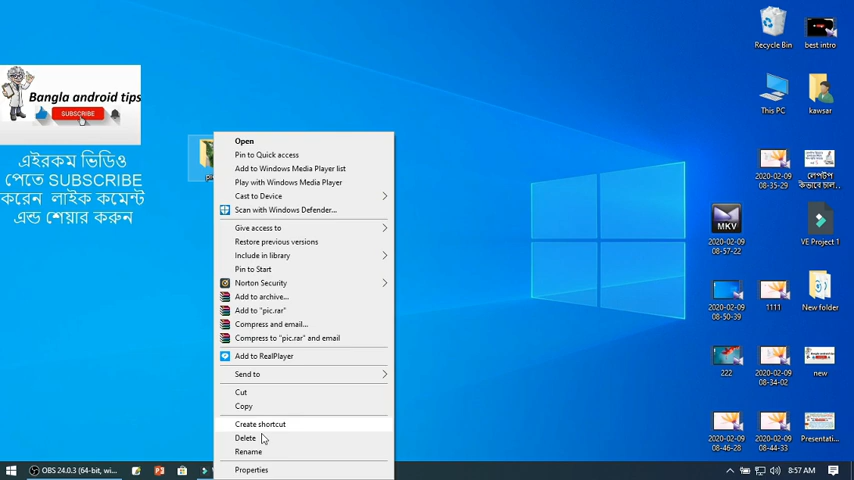 Bangla android tips
SUBSCRIBE
এইরকম ভিডিও
পেতে SUBSCRIBE
করেন লাইক কমেন্ট
এন্ড শেয়ার করুন
Open
Pin to Quick access
Add to Windows Media Player list
Play with Windows Media Player
Cast to Device
Scan with Windows Defender...
Give access to
Restore previous versions
Include in library
Pin to Start
Norton Security
Add to archive...
Add to "pic.rar"
Compress and email...
Compress to "pic.rar" and email
Add to RealPlayer
Send to
Cut
Copy
Create shortcut
Delete
Rename
Properties
Recycle Bin
best intro
This PC
kawsar
2020-02-09
08-35-29
লেপটপ
কিভাবে চাল...
MKV
2020-02-09
08-57-22
VE Project 1
2020-02-09
08-50-39
1111
New folder
222
2020-02-09
08-34-02
new
2020-02-09
08-46-28
2020-02-09
08-44-33
Presentati...
OBS 24.0.3 (64-bit, wi...
8:57 AM